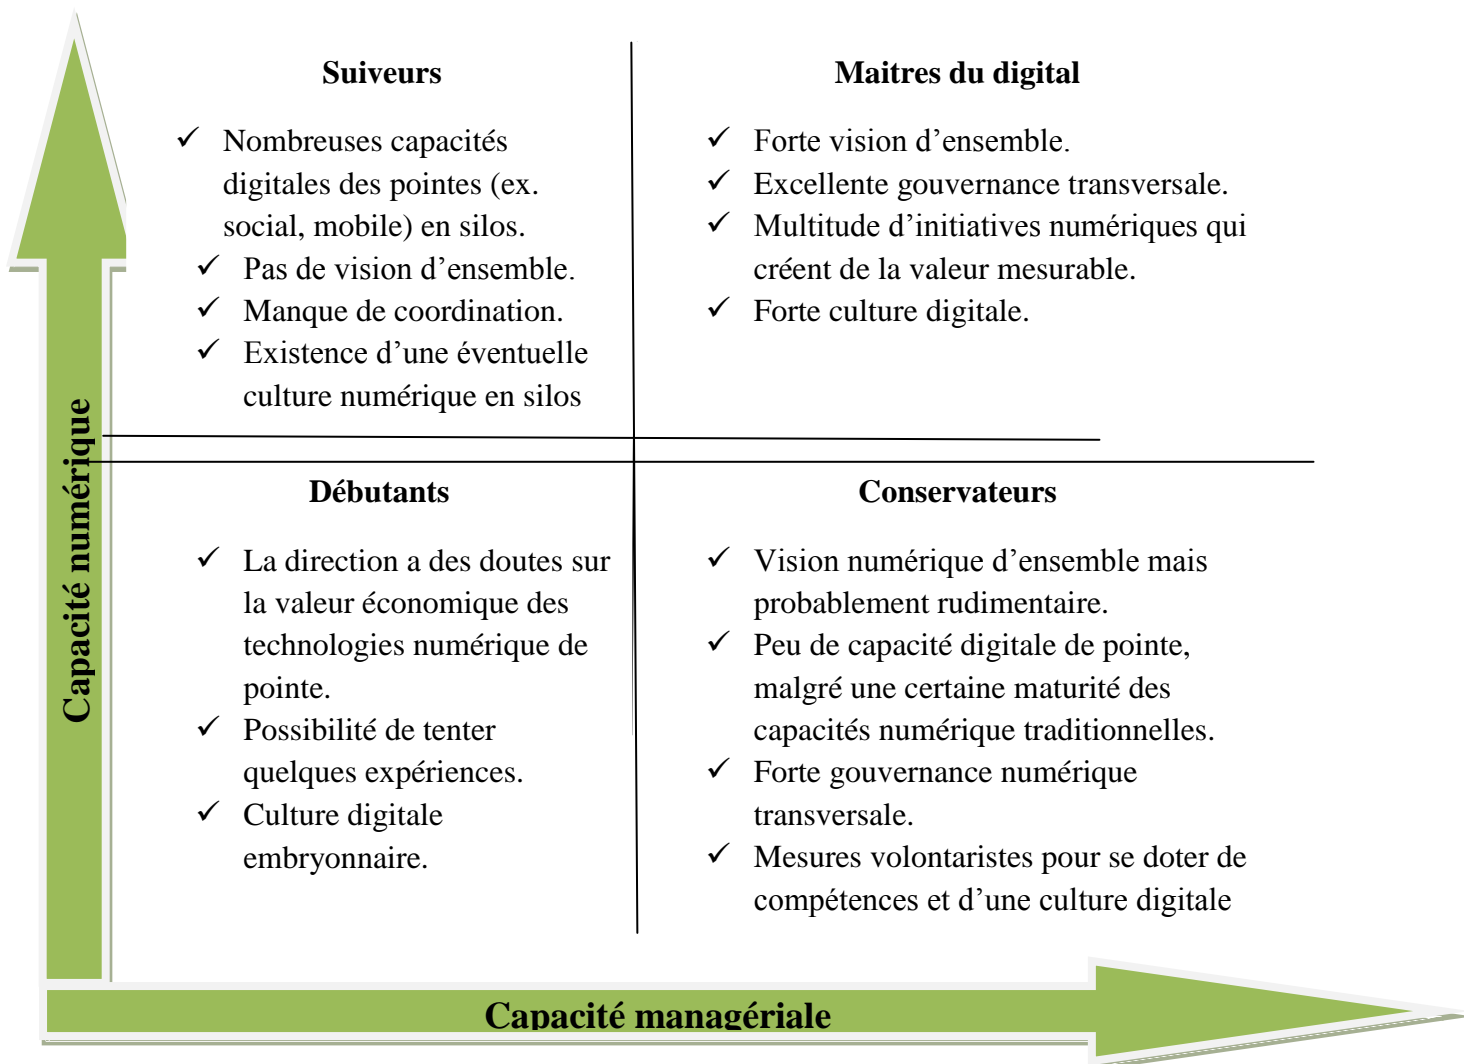 Suiveurs
✓ Nombreuses capacités
digitales des pointes (ex.
social, mobile) en silos.
✓ Pas de vision d’ensemble.
✓ Manque de coordination.
✓ Existence d’une éventuelle
culture numérique en silos
Maitres du digital
✓ Forte vision d’ensemble.
✓ Excellente gouvernance transversale.
✓ Multitude d’initiatives numériques qui
créent de la valeur mesurable.
✓ Forte culture digitale.
Capacité numérique
Débutants
✓ La direction a des doutes sur
la valeur économique des
technologies numérique de
pointe.
✓ Possibilité de tenter
quelques expériences.
✓ Culture digitale
embryonnaire.
Conservateurs
✓ Vision numérique d’ensemble mais
probablement rudimentaire.
✓ Peu de capacité digitale de pointe,
malgré une certaine maturité des
capacités numérique traditionnelles.
✓ Forte gouvernance numérique
transversale.
✓ Mesures volontaristes pour se doter de
compétences et d’une culture digitale
Capacité managériale